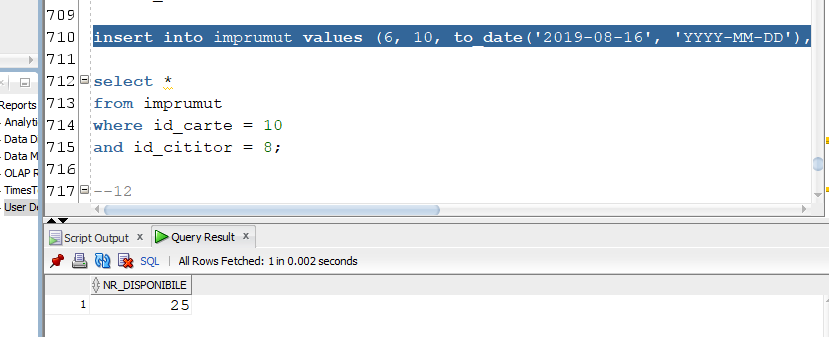 709
710 insert into imprumut values (6, 10, to_date('2019-08-16', 'YYYY-MM-DD'),
711
712 select *
713 from imprumut
714 where id_carte = 10
715 and id_cititor = 8;
716
717 --12
Reports
Analyti
Data D
Data M
OLAP R
TimesT
User De
Script Output x Query Result x
SQL | All Rows Fetched: 1 in 0.002 seconds
NR_DISPONIBILE
1 25